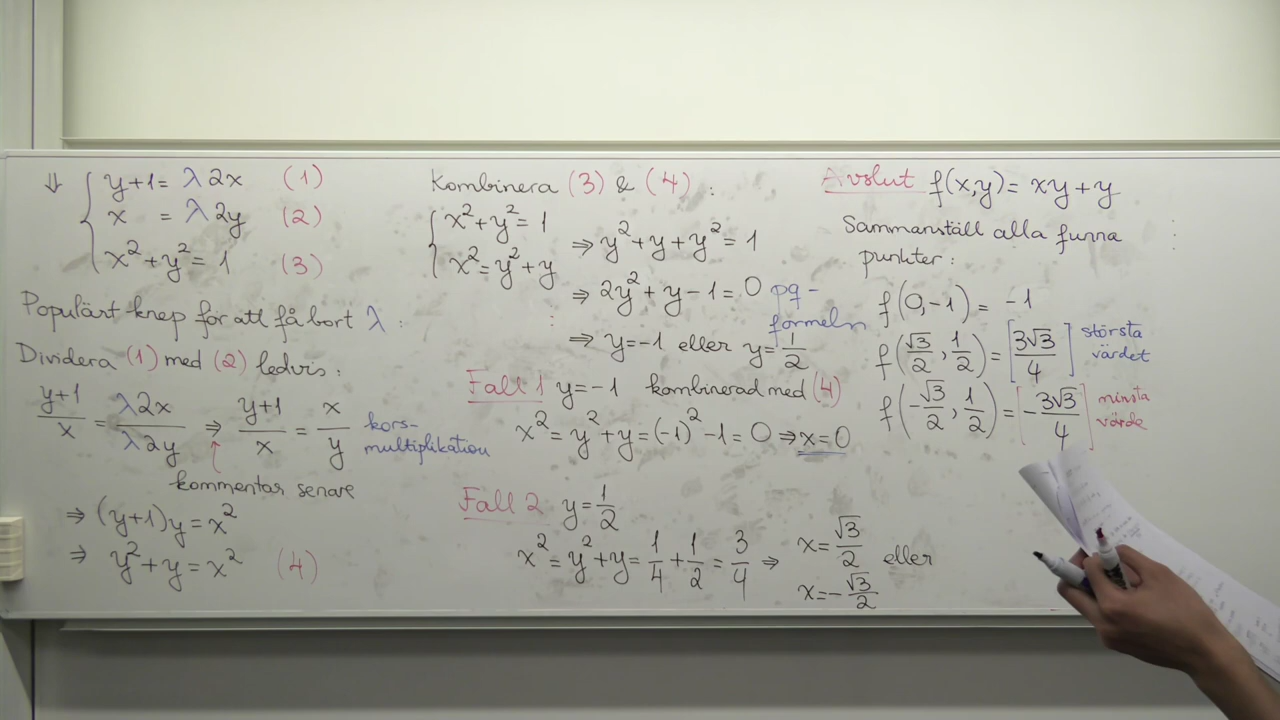 ⇓ { y+1 = λ2x (1)
x = λ2y (2)
x²+y² = 1 (3)
Populärt knep för att få bort λ :
Dividera (1) med (2) ledvis :
(y+1)/x = λ2x/λ2y ⇒ (y+1)/x = x/y kors-
multiplikation
kommentar senare
⇒ (y+1)y = x²
⇒ y²+y = x² (4)
Kombinera (3) & (4) :
{ x²+y² = 1
x² = y²+y ⇒ y²+y+y² = 1
⇒ 2y²+y-1 = 0 pq-
formeln
⇒ y=-1 eller y=1/2
Fall 1 y=-1 kombinerad med (4)
x² = y²+y = (-1)²-1 = 0 ⇒ x=0
Fall 2 y=1/2
x² = y²+y = 1/4+1/2 = 3/4 ⇒ x=√3/2 eller
x=-√3/2
Avslut f(x,y) = xy+y
Sammanställ alla funna
punkter :
f(0,-1) = -1
f(√3/2, 1/2) = [3√3/4] största
värdet
f(-√3/2, 1/2) = [-3√3/4] minsta
värde